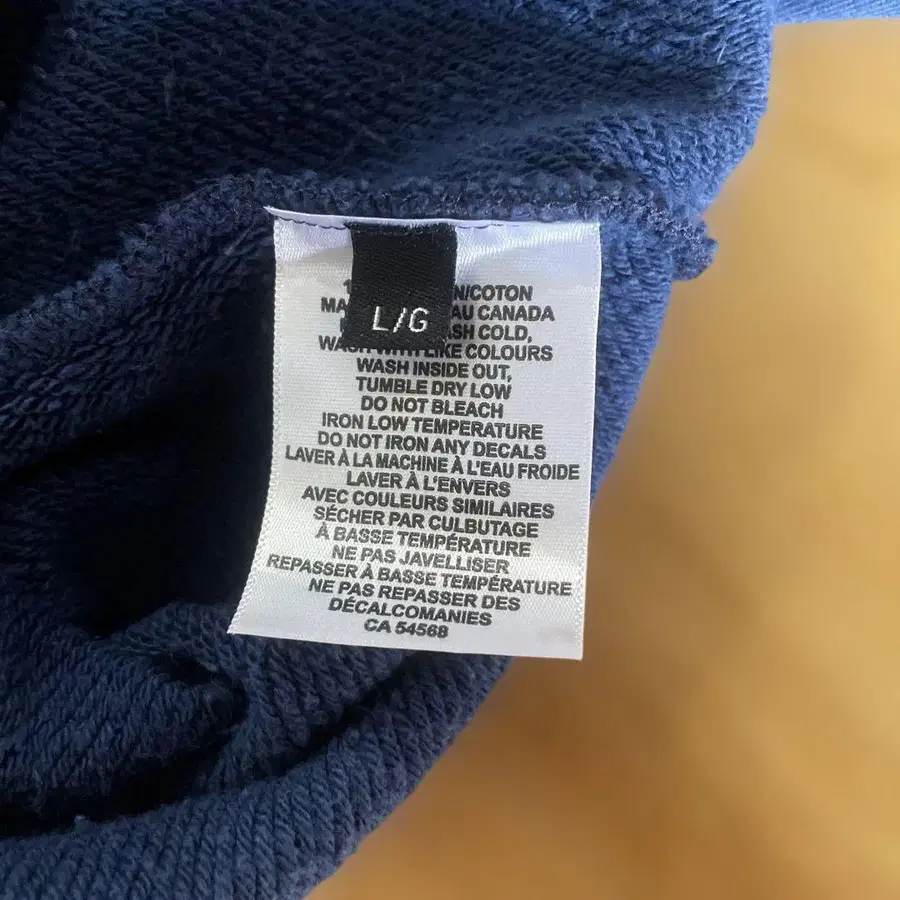 L/G
N/COTON
AU CANADA
SH COLD,
WASH WITH LIKE COLOURS
WASH INSIDE OUT,
TUMBLE DRY LOW
DO NOT BLEACH
IRON LOW TEMPERATURE
DO NOT IRON ANY DECALS
LAVER À LA MACHINE À L'EAU FROIDE
LAVER À L'ENVERS
AVEC COULEURS SIMILAIRES
SÉCHER PAR CULBUTAGE
À BASSE TEMPÉRATURE
NE PAS JAVELLISER
REPASSER À BASSE TEMPÉRATURE
NE PAS REPASSER DES
DÉCALCOMANIES
CA 54568